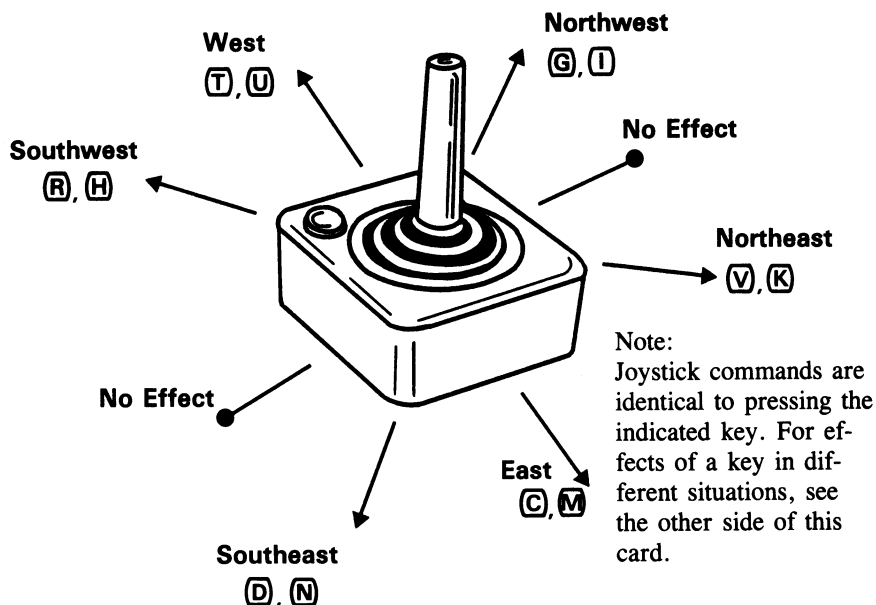 Northwest
G, I
West
T, U
No Effect
Southwest
R, H
Northeast
V, K
Note:
Joystick commands are
identical to pressing the
indicated key. For ef-
fects of a key in dif-
ferent situations, see
the other side of this
card.
No Effect
East
C, M
Southeast
D, N